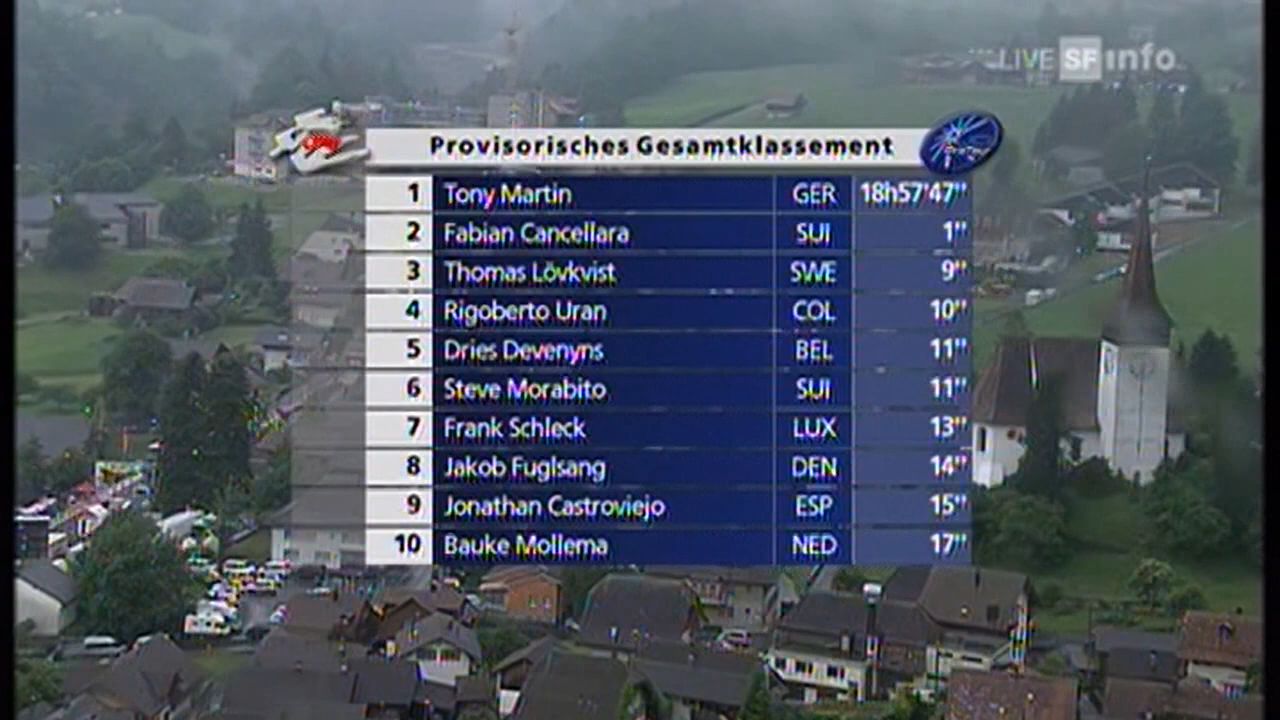 LIVE SF info
Provisorisches Gesamtklassement
1 Tony Martin GER 18h57'47''
2 Fabian Cancellara SUI 1''
3 Thomas Lövkvist SWE 9''
4 Rigoberto Uran COL 10''
5 Dries Devenyns BEL 11''
6 Steve Morabito SUI 11''
7 Frank Schleck LUX 13''
8 Jakob Fuglsang DEN 14''
9 Jonathan Castroviejo ESP 15''
10 Bauke Mollema NED 17''